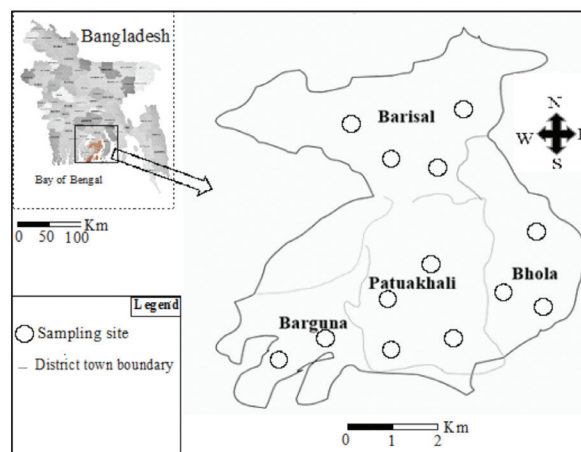 Bangladesh
Bay of Bengal
Km
0 50 100
Legend
Sampling site
District town boundary
Barisal
N
W E
S
Patuakhali
Bhola
Barguna
Km
0 1 2